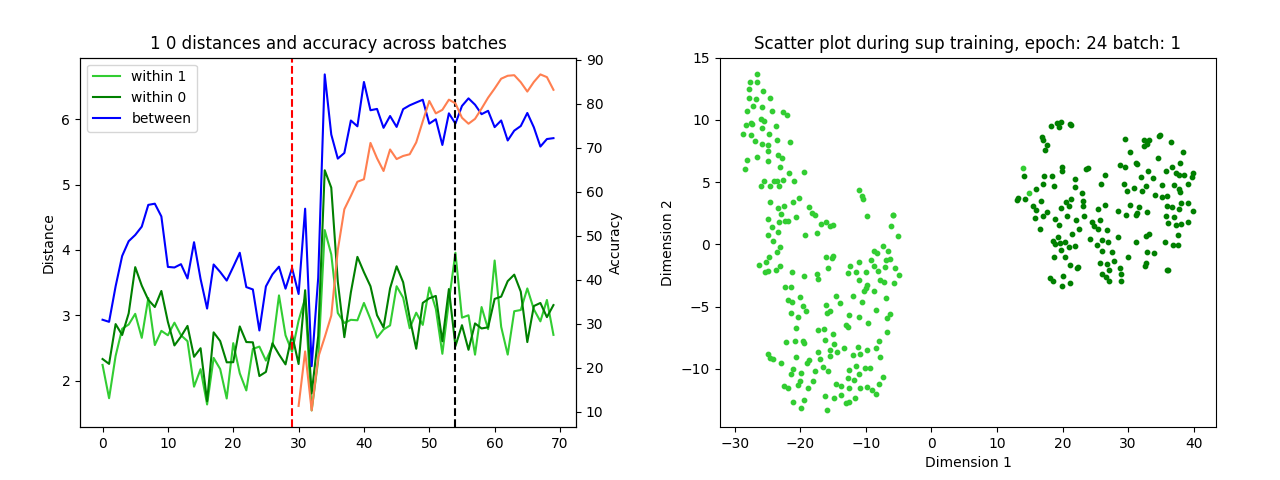 1 0 distances and accuracy across batches
within 1
within 0
between
Distance
6
5
4
3
2
90
80
70
60
50
40
30
20
10
Accuracy
0 10 20 30 40 50 60 70
Scatter plot during sup training, epoch: 24 batch: 1
Dimension 2
15
10
5
0
−5
−10
−30 −20 −10 0 10 20 30 40
Dimension 1